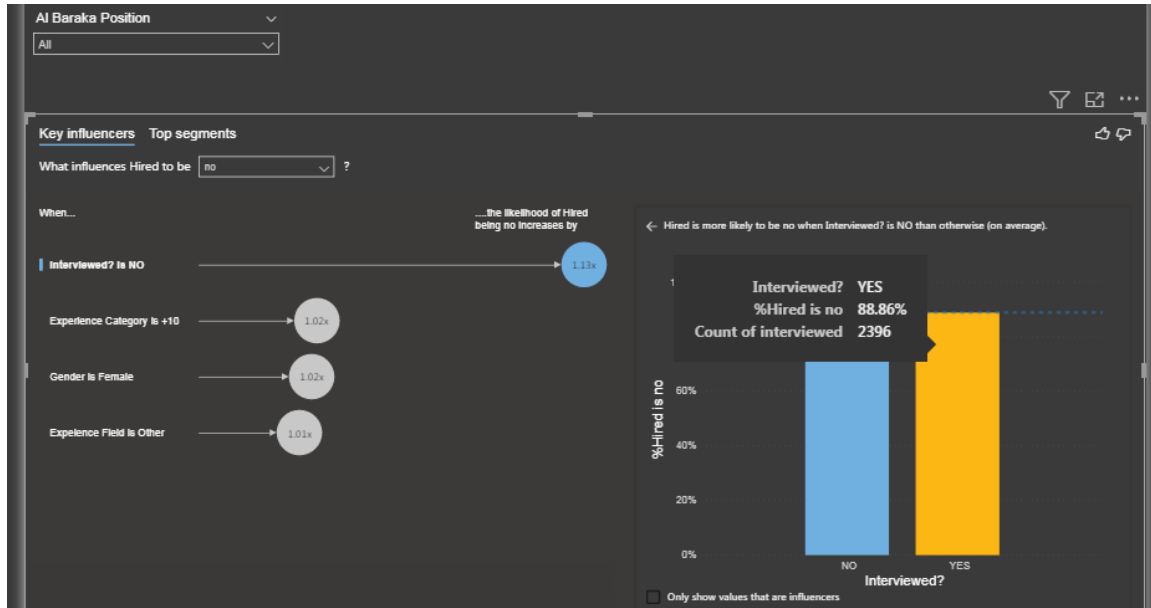 Al Baraka Position
All
Key influencers Top segments
What influences Hired to be no ?
When...
....the likelihood of Hired
being no increases by
Interviewed? Is NO
1.13x
Experience Category Is +10
1.02x
Gender Is Female
1.02x
Expeience Field Is Other
1.01x
Hired is more likely to be no when Interviewed? is NO than otherwise (on average).
Interviewed? YES
%Hired is no 88.86%
Count of interviewed 2396
60%
40%
20%
0%
%Hired is no
NO YES
Interviewed?
Only show values that are influencers